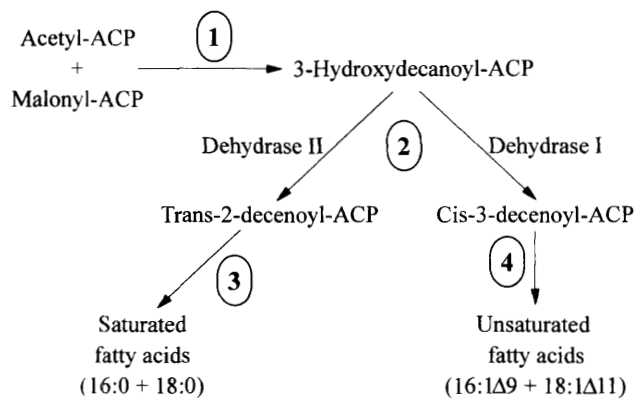 Acetyl-ACP
+
Malonyl-ACP
1
3-Hydroxydecanoyl-ACP
Dehydrase II
2
Dehydrase I
Trans-2-decenoyl-ACP
Cis-3-decenoyl-ACP
3
4
Saturated
fatty acids
(16:0 + 18:0)
Unsaturated
fatty acids
(16:1Δ9 + 18:1Δ11)